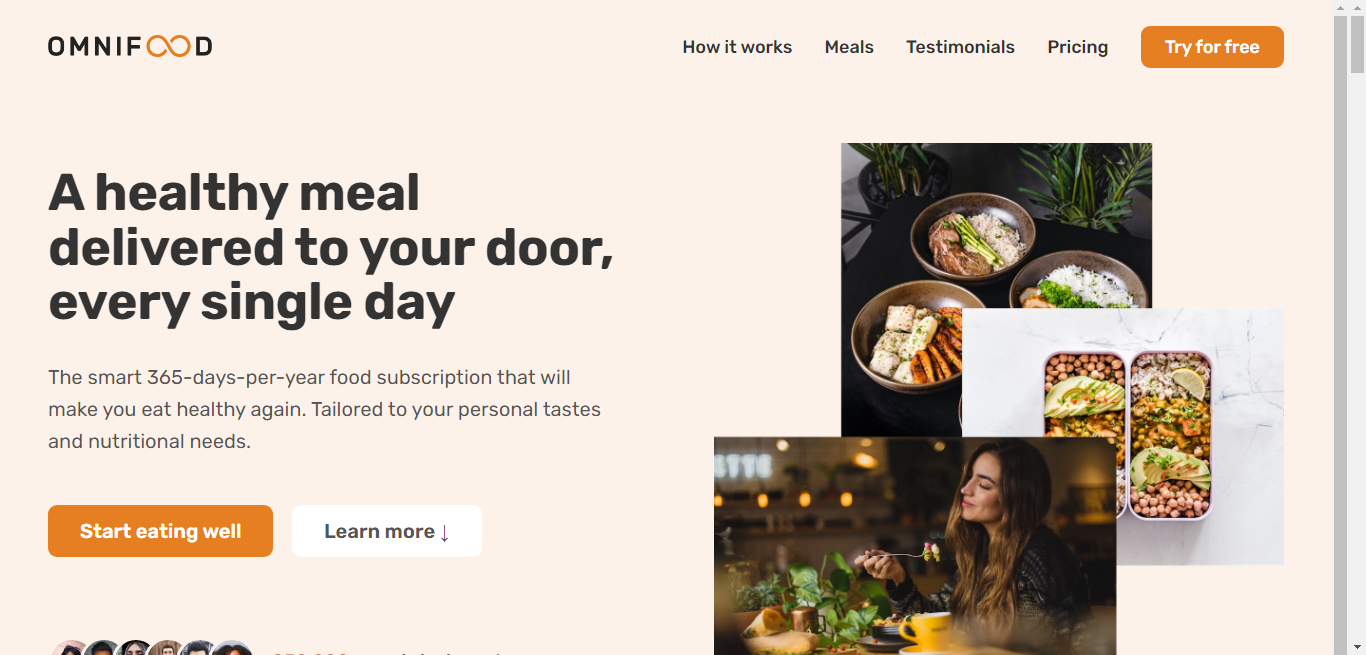 OMNIFOOD
How it works
Meals
Testimonials
Pricing
Try for free
A healthy meal
delivered to your door,
every single day
The smart 365-days-per-year food subscription that will
make you eat healthy again. Tailored to your personal tastes
and nutritional needs.
Start eating well
Learn more ↓
ETTE